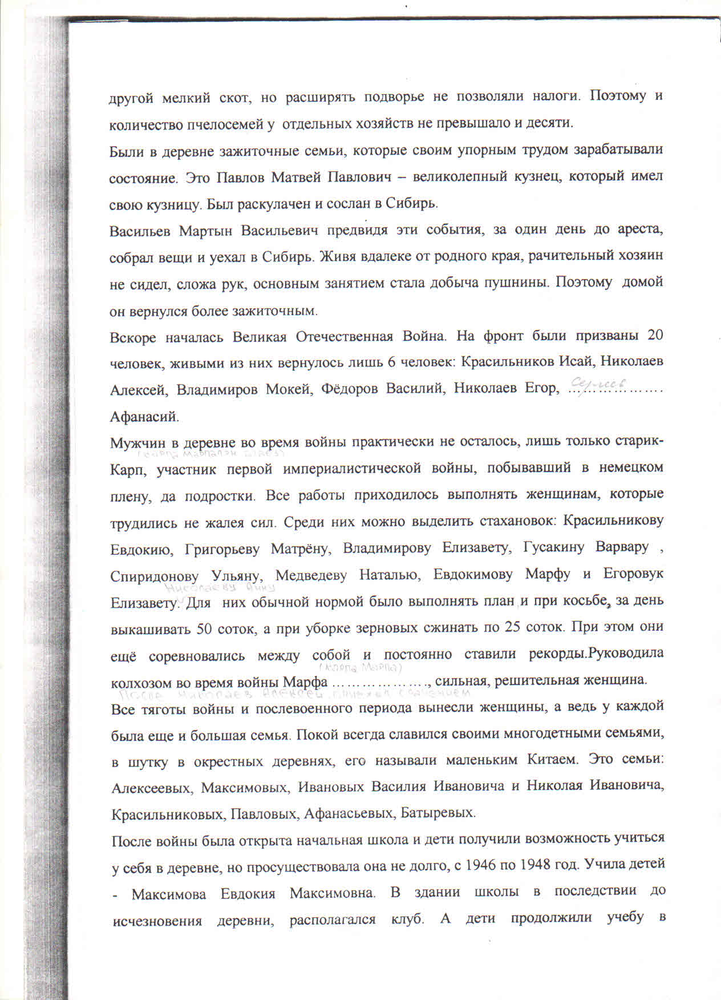 другой мелкий скот, но расширять подворье не позволяли налоги. Поэтому и
количество пчелосемей у отдельных хозяйств не превышало и десяти.
Были в деревне зажиточные семьи, которые своим упорным трудом зарабатывали
состояние. Это Павлов Матвей Павлович – великолепный кузнец, который имел
свою кузницу. Был раскулачен и сослан в Сибирь.
Васильев Мартын Васильевич предвидя эти события, за один день до ареста,
собрал вещи и уехал в Сибирь. Живя вдалеке от родного края, рачительный хозяин
не сидел, сложа рук, основным занятием стала добыча пушнины. Поэтому домой
он вернулся более зажиточным.
Вскоре началась Великая Отечественная Война. На фронт были призваны 20
человек, живыми из них вернулось лишь 6 человек: Красильников Исай, Николаев
Сергеев
Алексей, Владимиров Мокей, Фёдоров Василий, Николаев Егор, ………………
Афанасий.
Мужчин в деревне во время войны практически не осталось, лишь только старик-
Карп, участник первой империалистической войны, побывавший в немецком
плену, да подростки. Все работы приходилось выполнять женщинам, которые
трудились не жалея сил. Среди них можно выделить стахановок: Красильникову
Евдокию, Григорьеву Матрёну, Владимирову Елизавету, Гусакину Варвару ,
Спиридонову Ульяну, Медведеву Наталью, Евдокимову Марфу и Егоровук
Николаеву Анну
Елизавету. Для них обычной нормой было выполнять план и при косьбе, за день
выкашивать 50 соток, а при уборке зерновых сжинать по 25 соток. При этом они
ещё соревновались между собой и постоянно ставили рекорды.Руководила
(Карпа Марпа)
колхозом во время войны Марфа ………………., сильная, решительная женщина.
После Николаев Алексей приехал с ранением
Все тяготы войны и послевоенного периода вынесли женщины, а ведь у каждой
была еще и большая семья. Покой всегда славился своими многодетными семьями,
в шутку в окрестных деревнях, его называли маленьким Китаем. Это семьи:
Алексеевых, Максимовых, Ивановых Василия Ивановича и Николая Ивановича,
Красильниковых, Павловых, Афанасьевых, Батыревых.
После войны была открыта начальная школа и дети получили возможность учиться
у себя в деревне, но просуществовала она не долго, с 1946 по 1948 год. Учила детей
- Максимова Евдокия Максимовна. В здании школы в последствии до
исчезновения деревни, располагался клуб. А дети продолжили учебу в